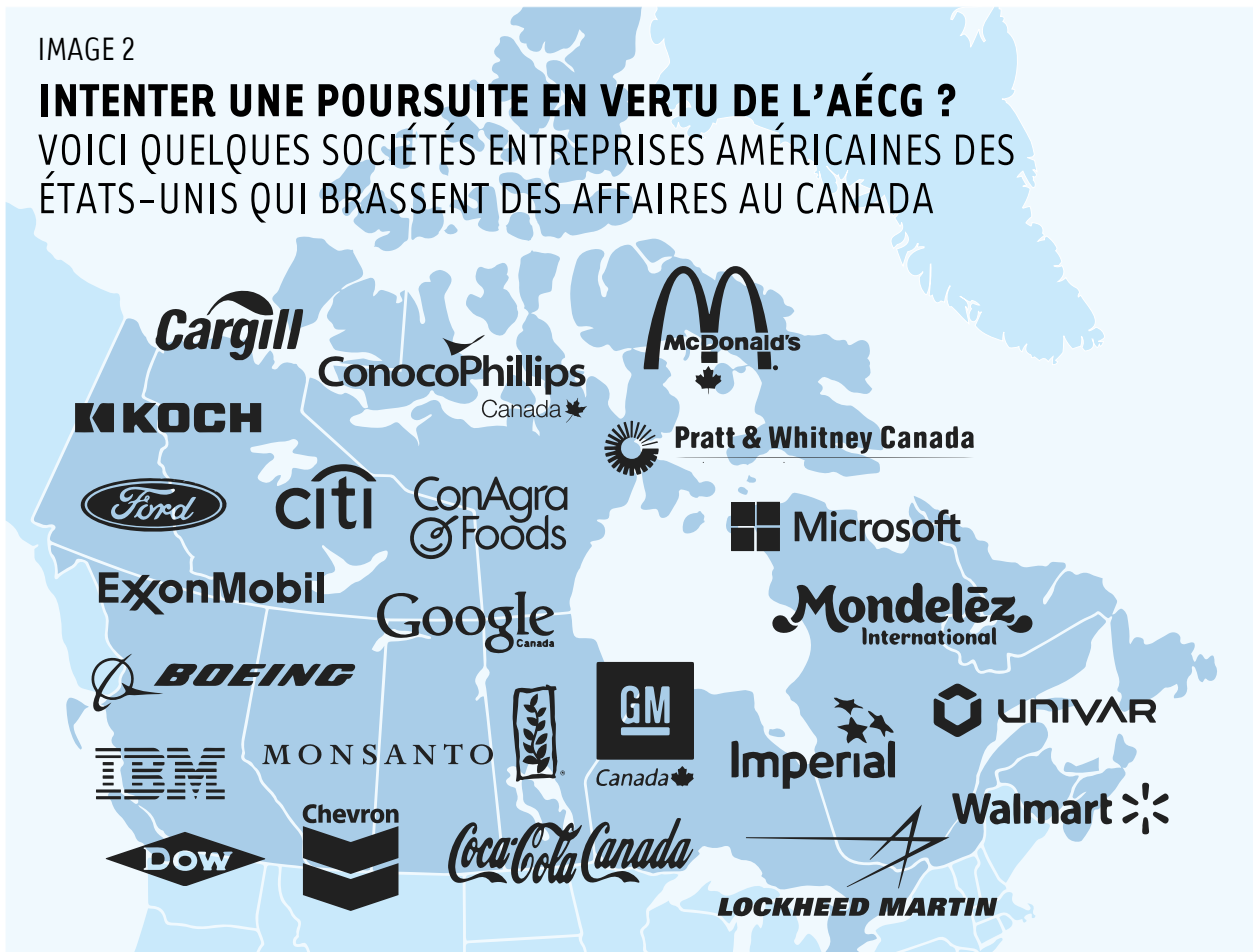 IMAGE 2
INTENTER UNE POURSUITE EN VERTU DE L'AÉCG ?
VOICI QUELQUES SOCIÉTÉS ENTREPRISES AMÉRICAINES DES
ÉTATS-UNIS QUI BRASSENT DES AFFAIRES AU CANADA
Cargill
ConocoPhillips
Canada
McDonald's
KOCH
Pratt & Whitney Canada
Ford
citi
ConAgra
Foods
Microsoft
ExxonMobil
Google
Canada
Mondelēz
International
BOEING
MONSANTO
®
GM
Canada
Imperial
UNIVAR
IBM
Chevron
Walmart
DOW
Coca-Cola Canada
LOCKHEED MARTIN